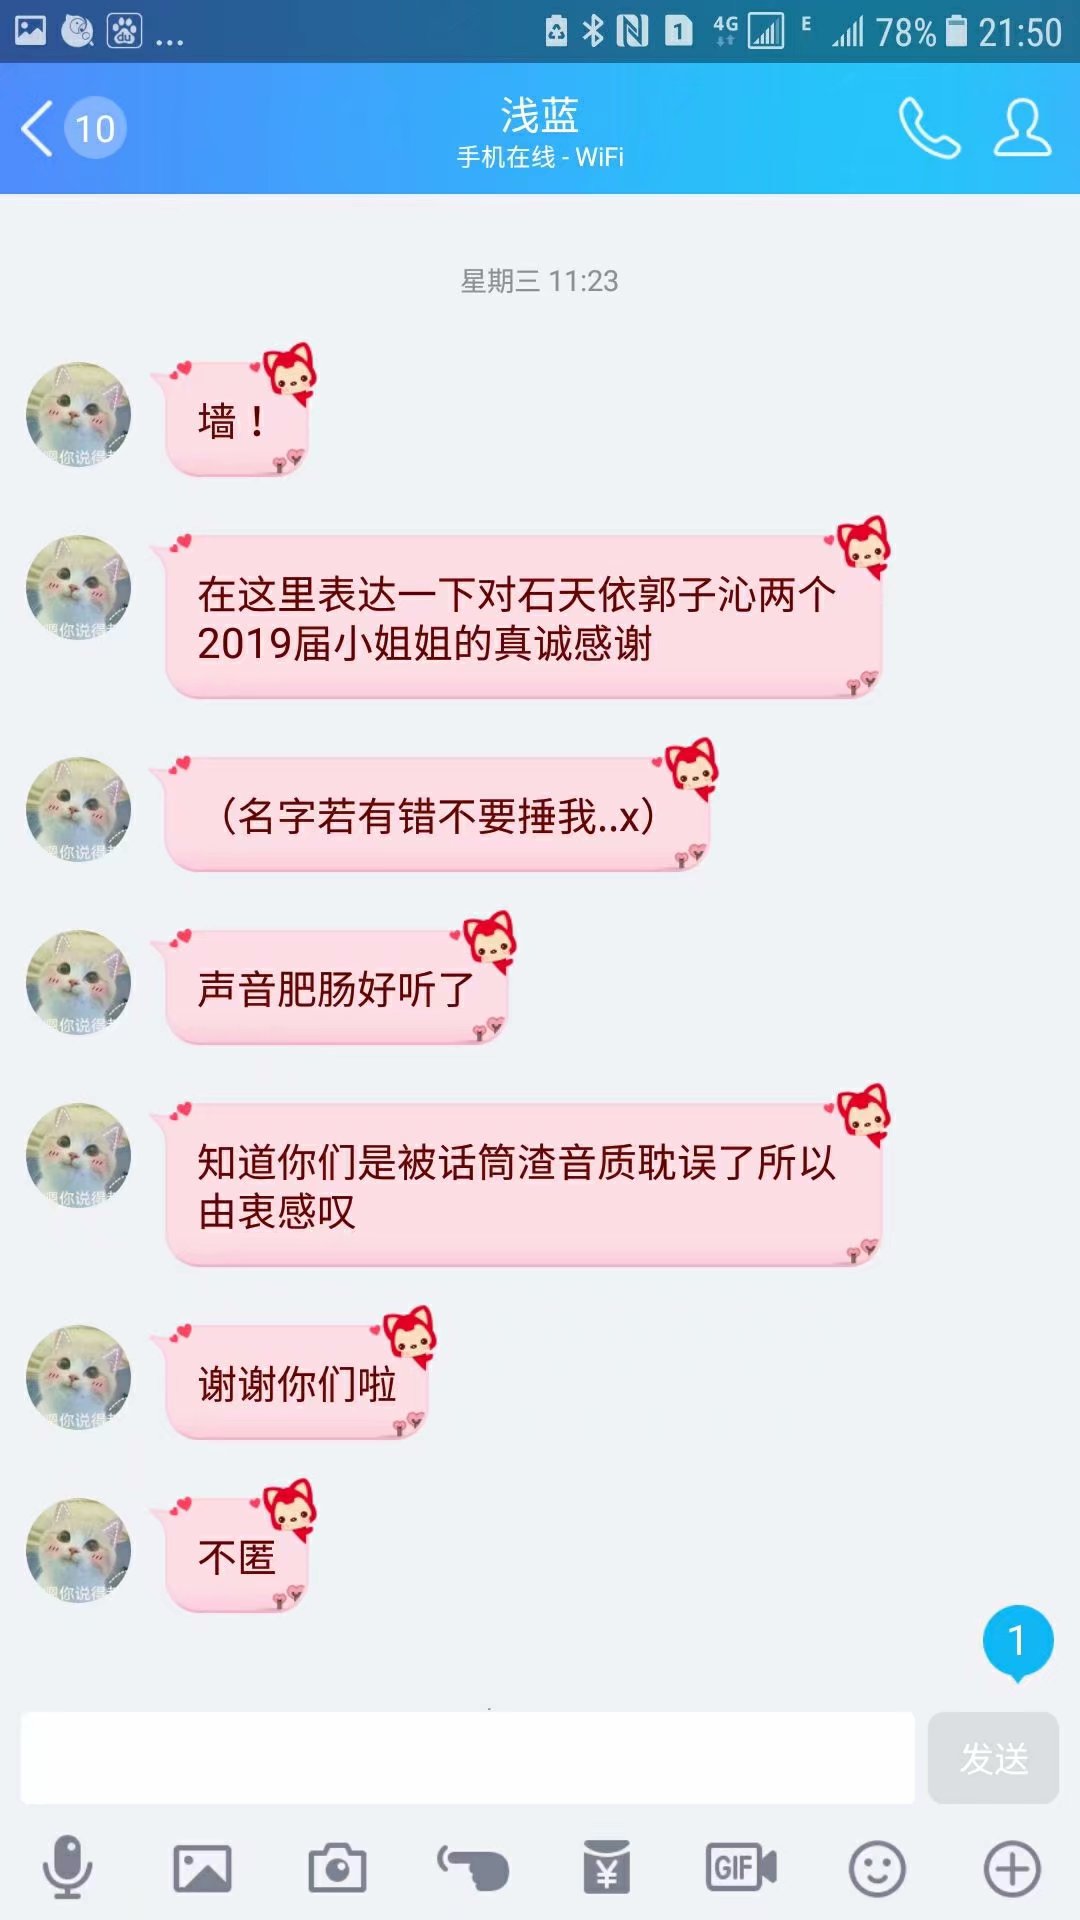 4G
E
78%
21:50
1
10
浅蓝
手机在线 - WiFi
星期三 11:23
墙！
在这里表达一下对石天依郭子沁两个
2019届小姐姐的真诚感谢
（名字若有错不要捶我..x）
声音肥肠好听了
知道你们是被话筒渣音质耽误了所以
由衷感叹
谢谢你们啦
不匿
1
发送
GIF